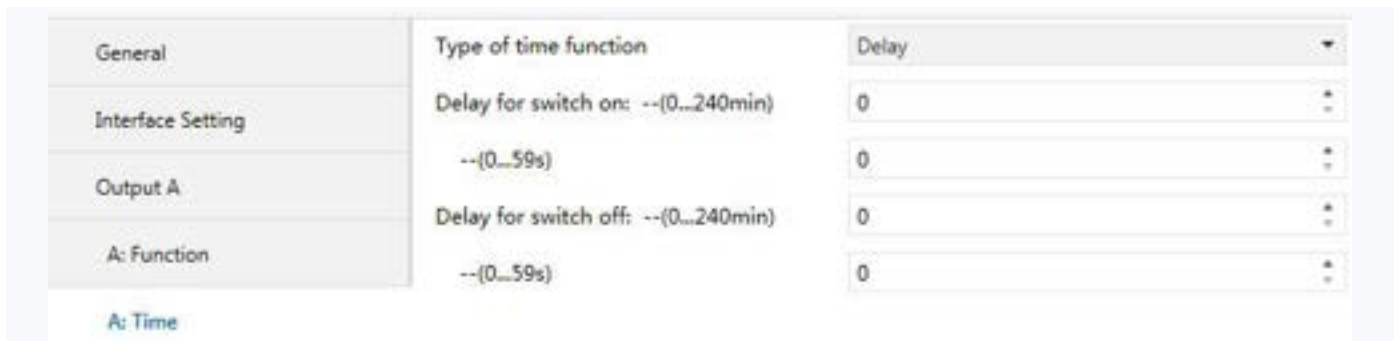 General
Interface Setting
Output A
A: Function
A: Time
Type of time function Delay
Delay for switch on: --(0...240min) 0
--(0...59s) 0
Delay for switch off: --(0...240min) 0
--(0...59s) 0